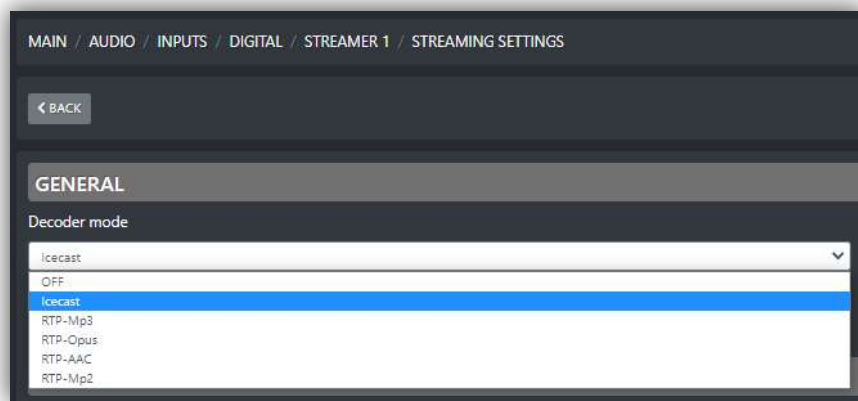 MAIN / AUDIO / INPUTS / DIGITAL / STREAMER 1 / STREAMING SETTINGS
BACK
GENERAL
Decoder mode
Icecast
OFF
Icecast
RTP-Mp3
RTP-Opus
RTP-AAC
RTP-Mp2